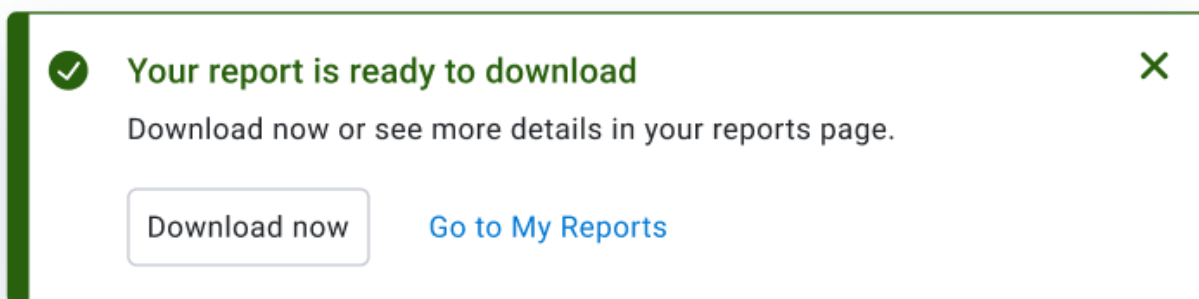 Your report is ready to download
Download now or see more details in your reports page.
Download now
Go to My Reports